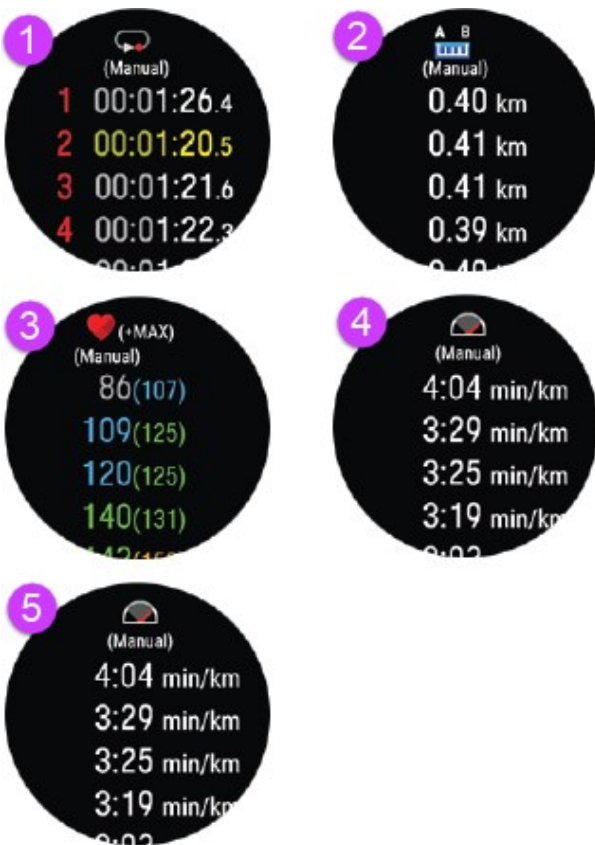 1
(Manual)
1 00:01:26.4
2 00:01:20.5
3 00:01:21.6
4 00:01:22.3
2
A B
(Manual)
0.40 km
0.41 km
0.41 km
0.39 km
3
(+MAX)
(Manual)
86(107)
109(125)
120(125)
140(131)
4
(Manual)
4:04 min/km
3:29 min/km
3:25 min/km
3:19 min/km
5
(Manual)
4:04 min/km
3:29 min/km
3:25 min/km
3:19 min/km